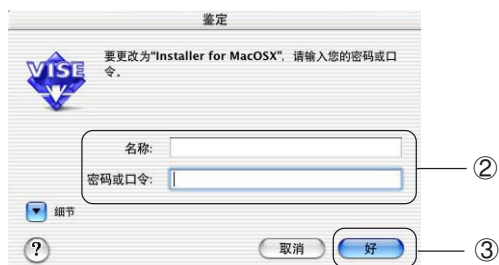 鉴定
VISE
要更改为“Installer for MacOSX”，请输入您的密码或口
令．
名称:
②
密码或口令:
细节
?
取消
好
③